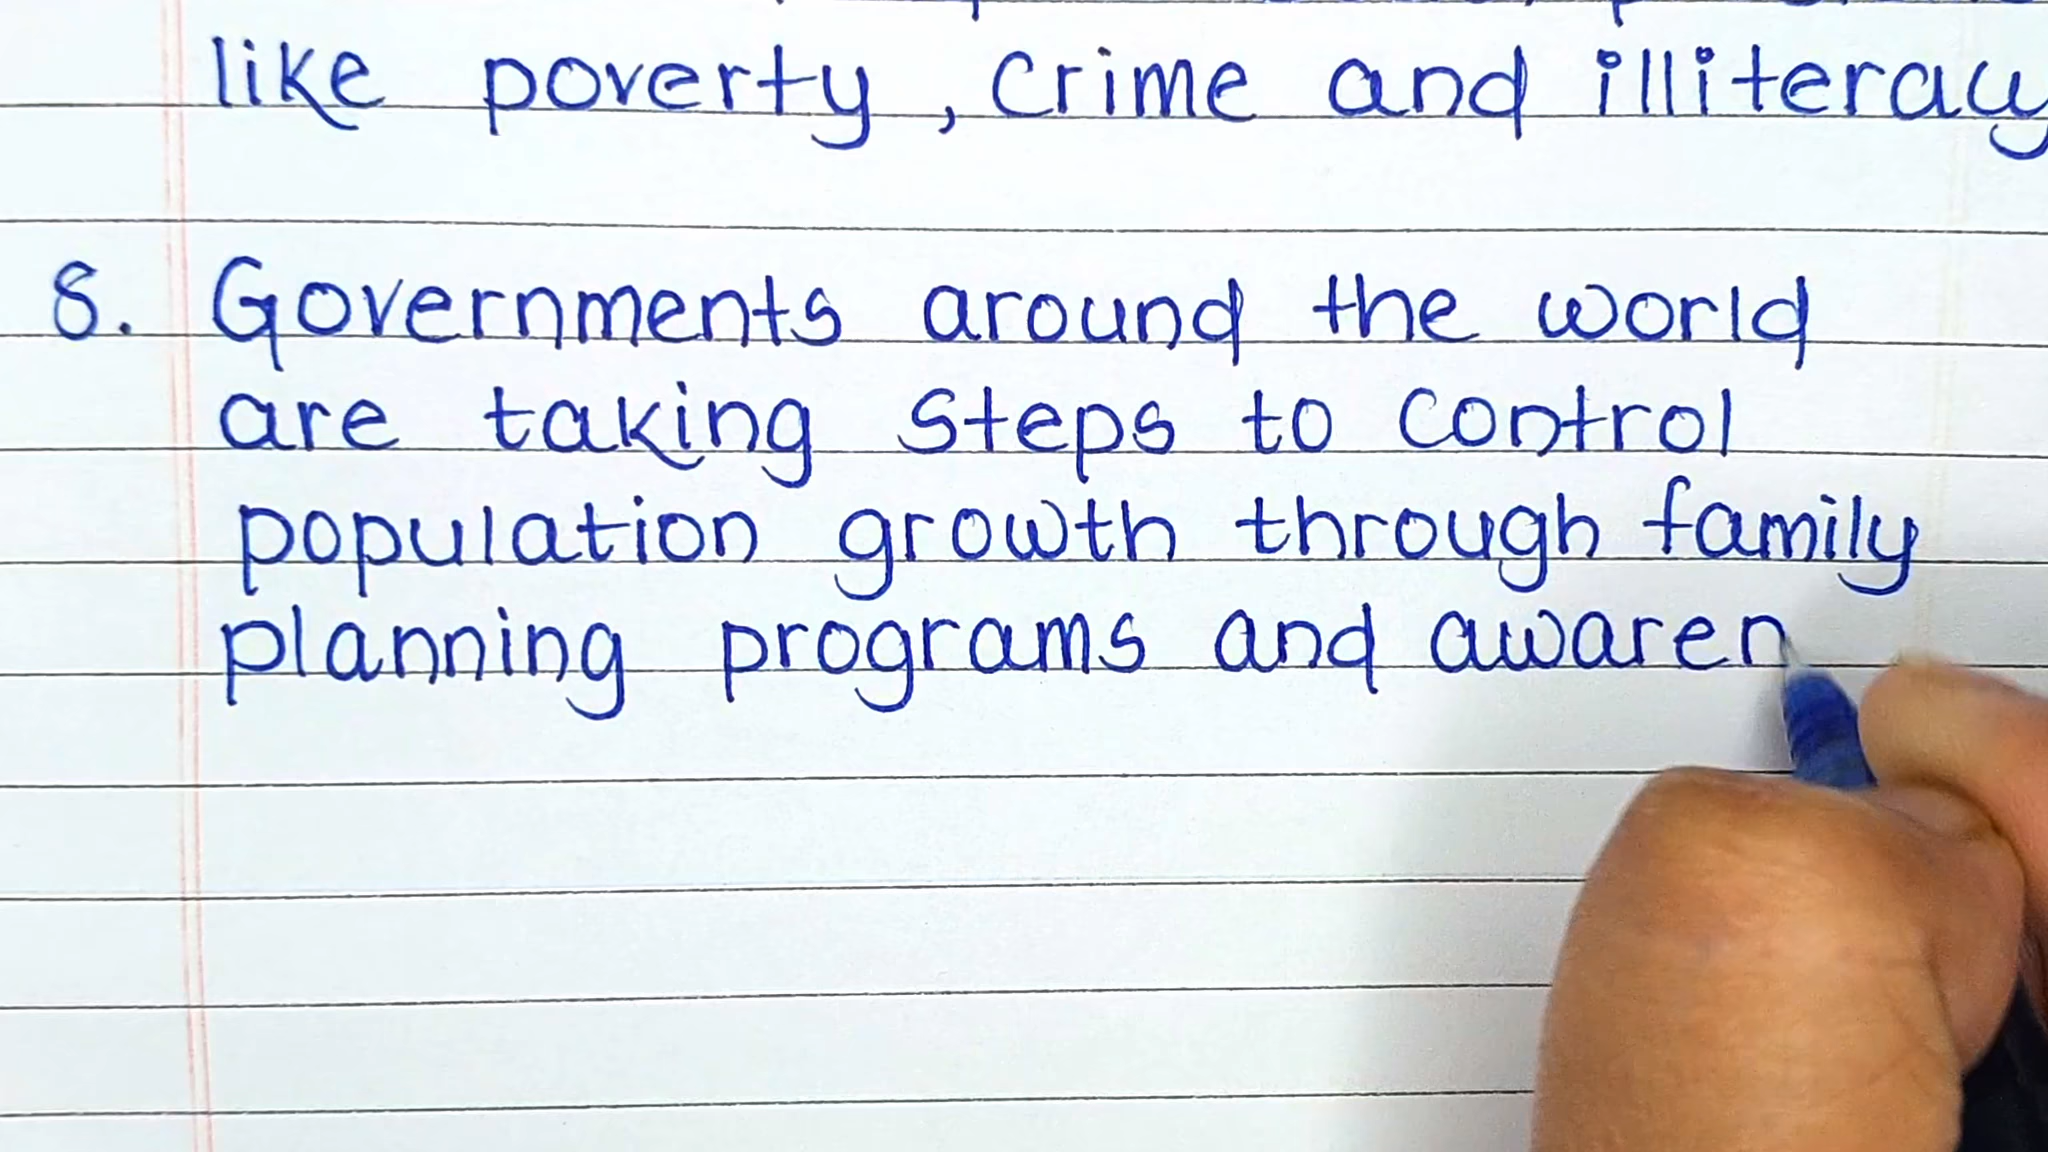 like poverty, crime and illiteracy
8. Governments around the world
are taking steps to control
population growth through family
planning programs and awaren